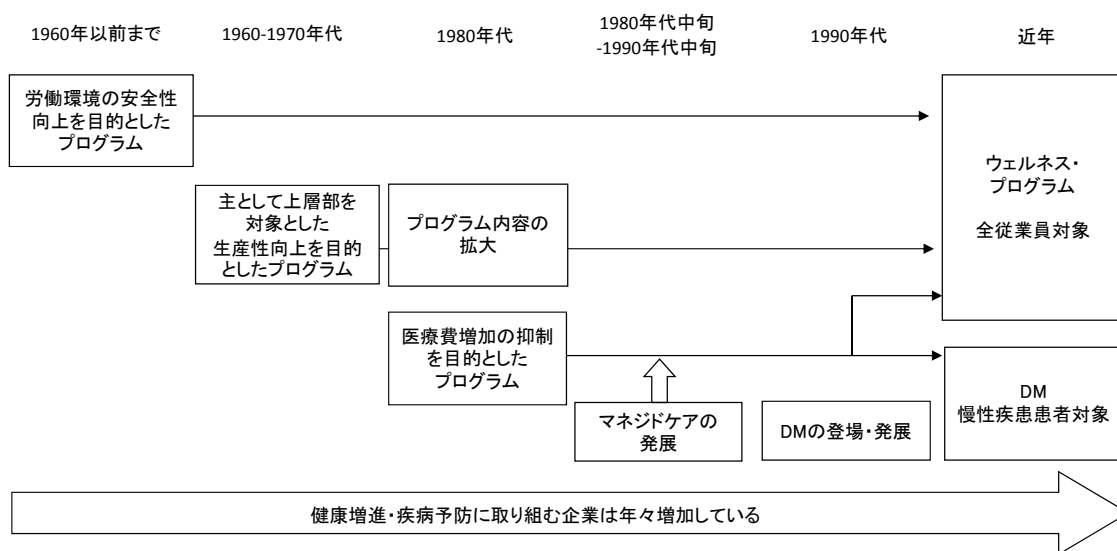 1960年以前まで
1960-1970年代
1980年代
1980年代中旬
-1990年代中旬
1990年代
近年
労働環境の安全性
向上を目的とした
プログラム
主として上層部を
対象とした
生産性向上を目的
としたプログラム
プログラム内容の
拡大
医療費増加の抑制
を目的とした
プログラム
マネジドケアの
発展
DMの登場・発展
ウェルネス・
プログラム
全従業員対象
DM
慢性疾患患者対象
健康増進・疾病予防に取り組む企業は年々増加している